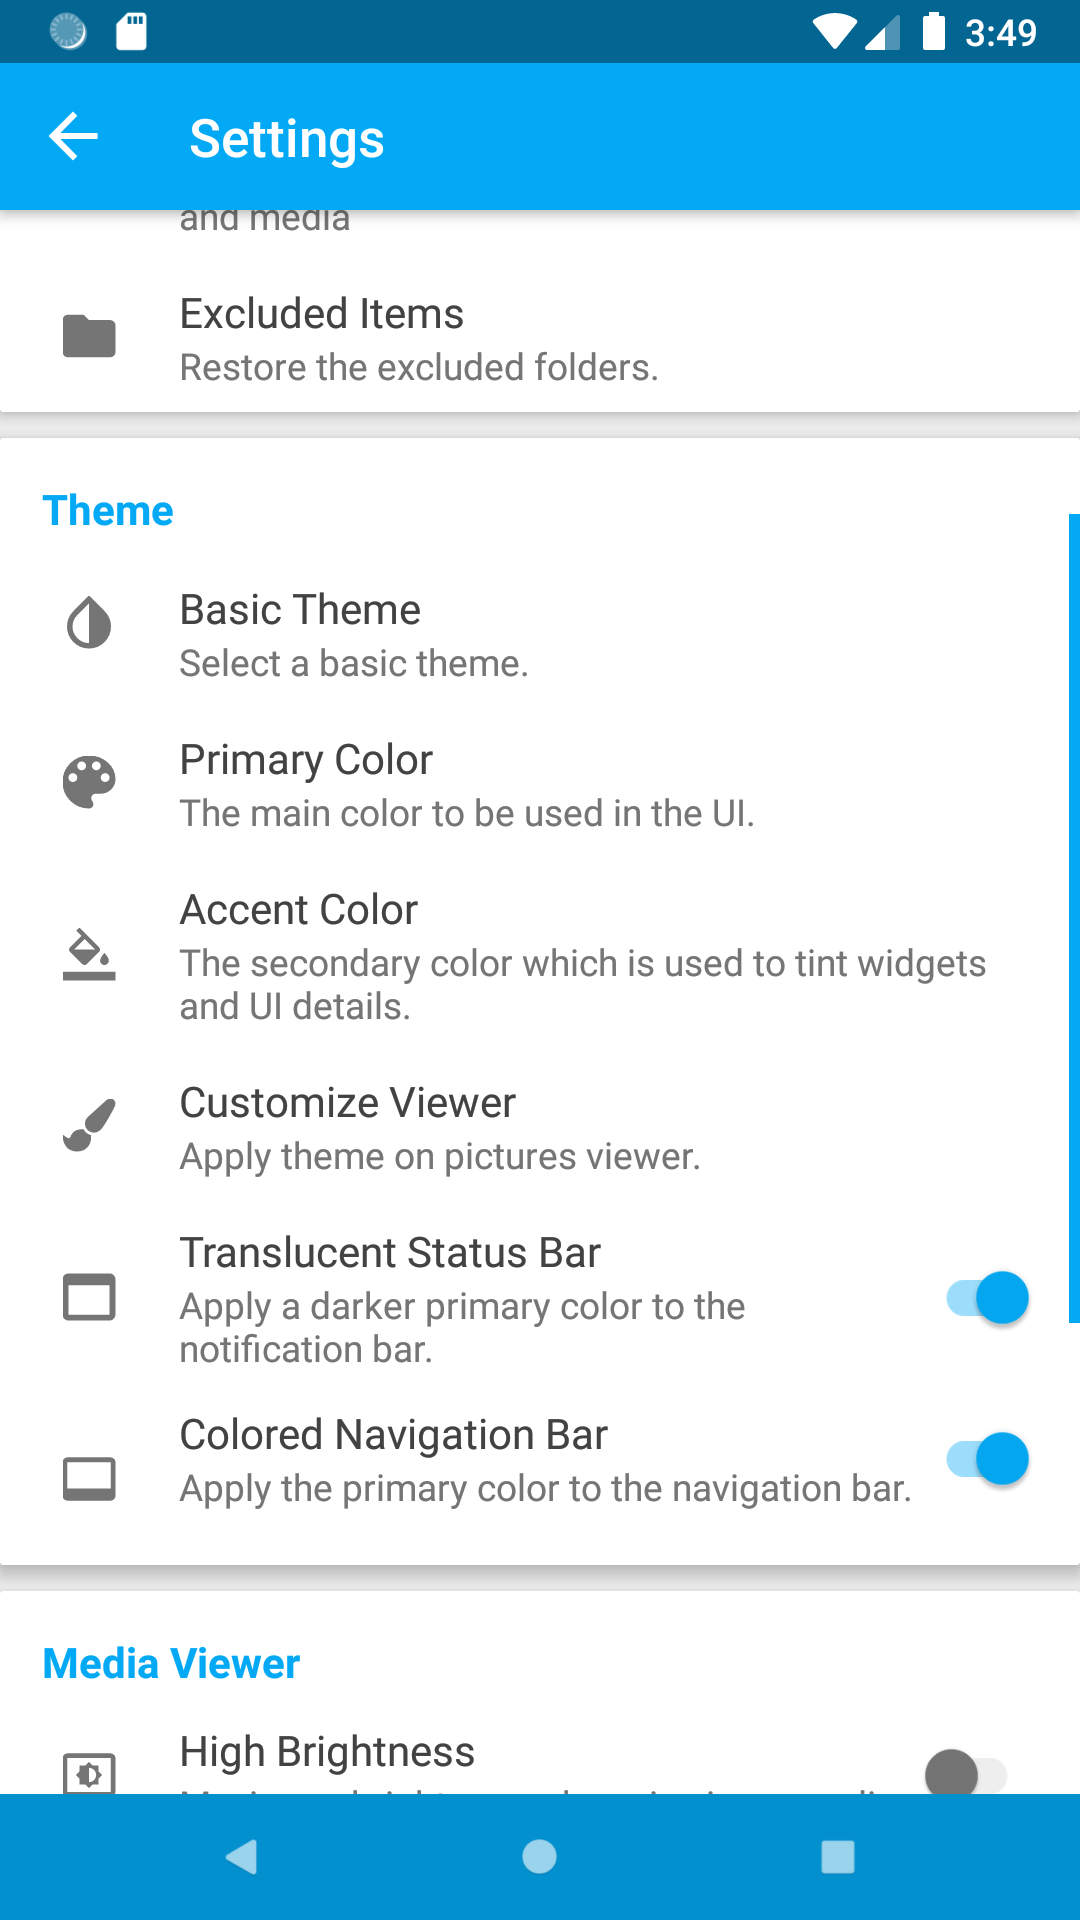 3:49
Settings
and media
Excluded Items
Restore the excluded folders.
Theme
Basic Theme
Select a basic theme.
Primary Color
The main color to be used in the UI.
Accent Color
The secondary color which is used to tint widgets
and UI details.
Customize Viewer
Apply theme on pictures viewer.
Translucent Status Bar
Apply a darker primary color to the
notification bar.
Colored Navigation Bar
Apply the primary color to the navigation bar.
Media Viewer
High Brightness